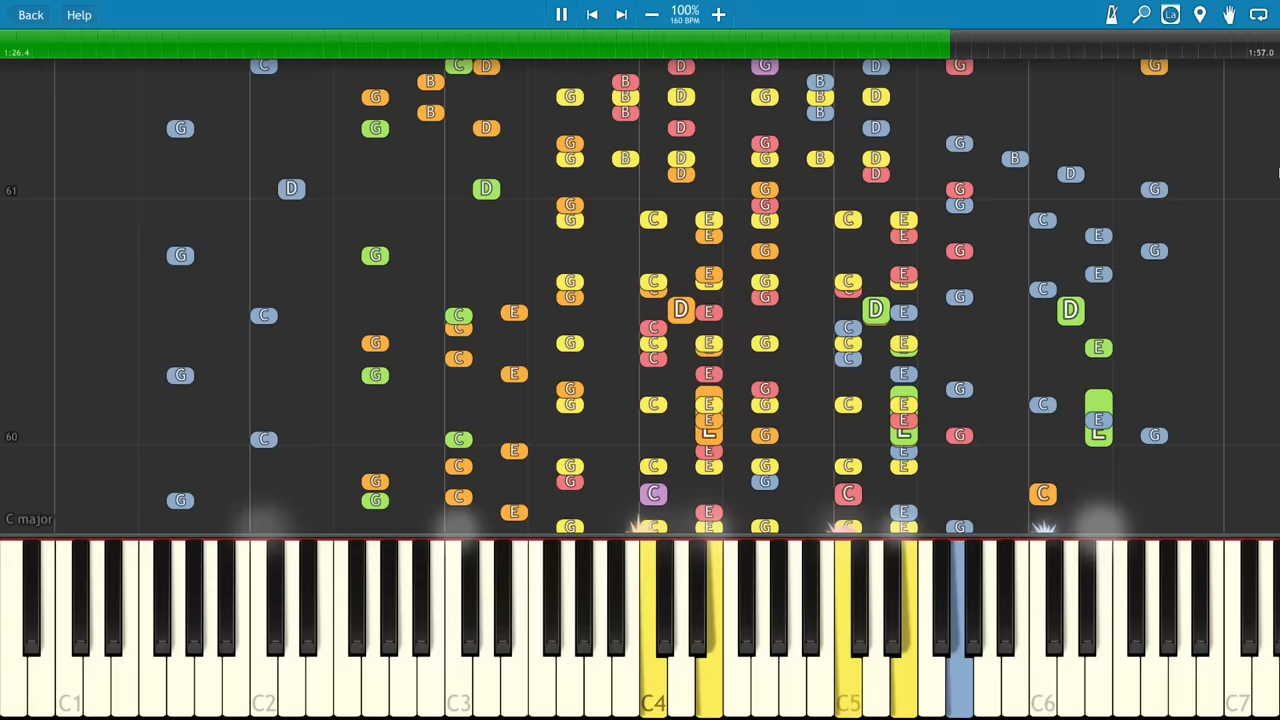 Back Help 100% La
160 BPM
1:26.4 1:57.0
C C D D G D G G
B B B
G G B D G B D
B B B
G G D D D
G G
G B D G B D B
D D D
61 D D G G G
G G G
G C E G C E C
E E E
G G G G G
E E E
G C E G C E
G C G C G C
D D D
C C E E E
C C C C
G G G C E G C E E
C C C
G G E E E
G G G G
G C E G C E C
E E E
60 C C G G G
E E E
C G C E G C E
G G G
G G C C C C
C major E E E
G C E G C E G
C1 C2 C3 C4 C5 C6 C7